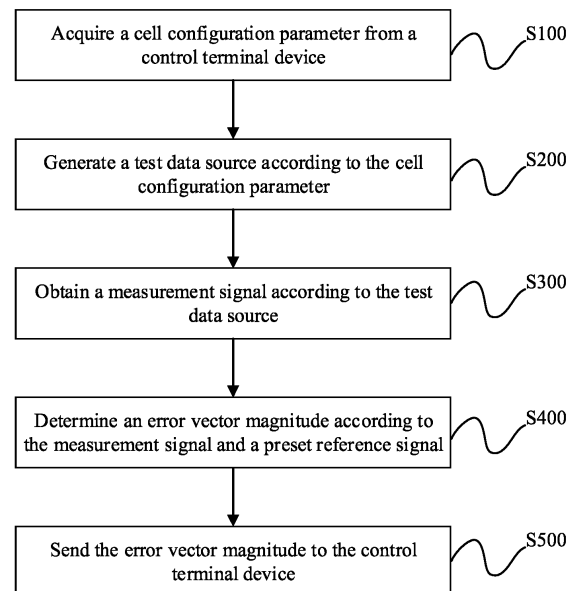 Acquire a cell configuration parameter from a
control terminal device
S100
Generate a test data source according to the cell
configuration parameter
S200
Obtain a measurement signal according to the test
data source
S300
Determine an error vector magnitude according to
the measurement signal and a preset reference signal
S400
Send the error vector magnitude to the control
terminal device
S500